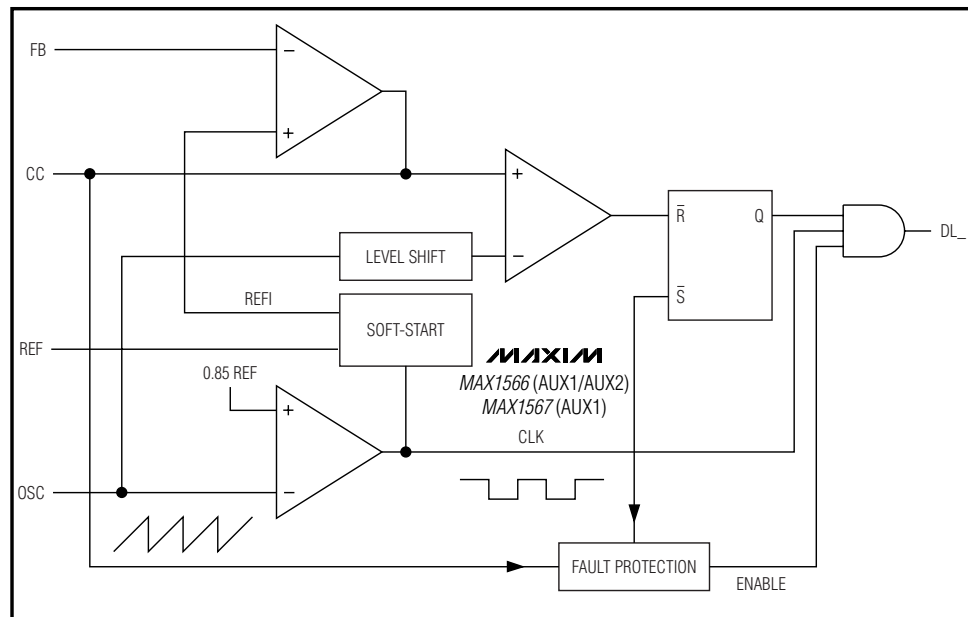 FB
−
+
CC
+
R̅
Q
DL_
−
LEVEL SHIFT
S̅
REFI
SOFT-START
REF
MAXIM
0.85 REF
MAX1566 (AUX1/AUX2)
+
MAX1567 (AUX1)
CLK
OSC
−
FAULT PROTECTION
ENABLE